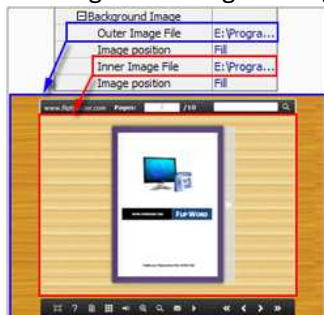 Background Image
Outer Image File E:\Progra...
Image position Fill
Inner Image File E:\Progra...
Image position Fill
Pages: /10
FLIP WORD